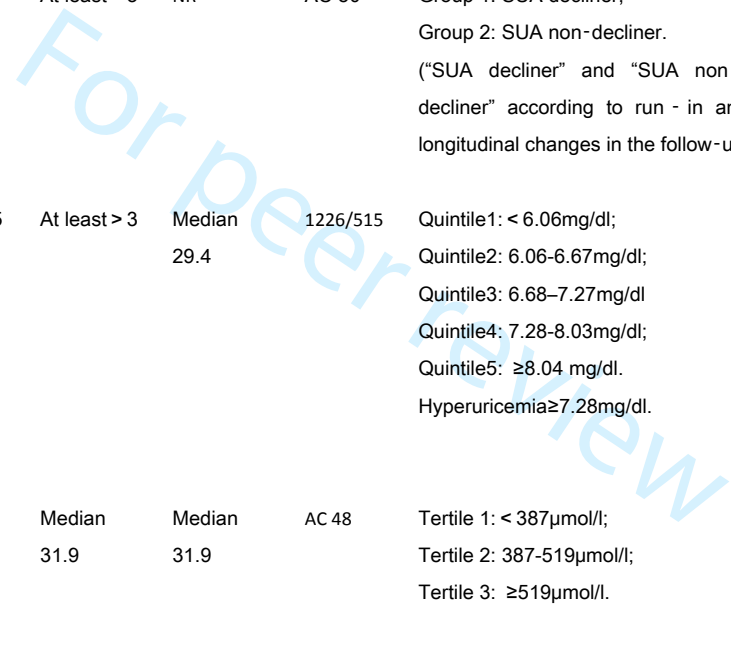 Group 2: SUA non-decliner.
("SUA decliner" and "SUA non
decliner" according to run - in
longitudinal changes in the
At least > 3 Median 1226/515 Quintile1: < 6.06mg/dl;
29.4 Quintile2: 6.06-6.67mg/dl;
Quintile3: 6.68–7.27mg/dl
Quintile4: 7.28-8.03mg/dl;
Quintile5: ≥8.04 mg/dl.
Hyperuricemia≥7.28mg/dl.
Median Median AC 48 Tertile 1: < 387µmol/l;
31.9 31.9 Tertile 2: 387-519µmol/l;
Tertile 3: ≥519µmol/l.
For peer review